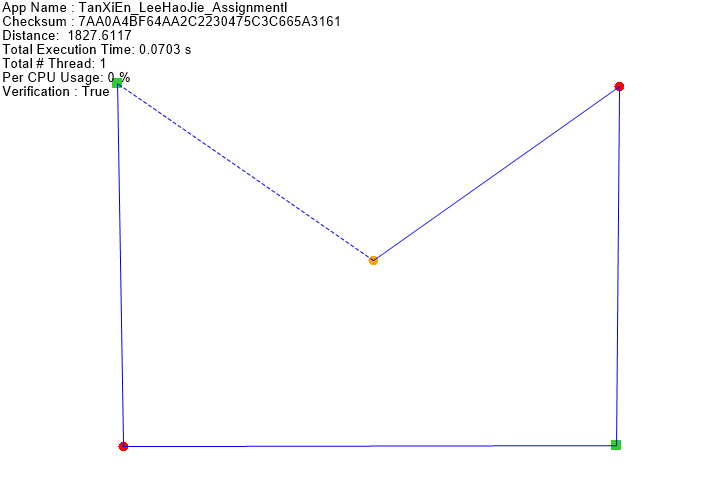 App Name : TanXiEn_LeeHaoJie_AssignmentI
Checksum : 7AA0A4BF64AA2C2230475C3C665A3161
Distance:  1827.6117
Total Execution Time: 0.0703 s
Total # Thread: 1
Per CPU Usage: 0 %
Verification : True